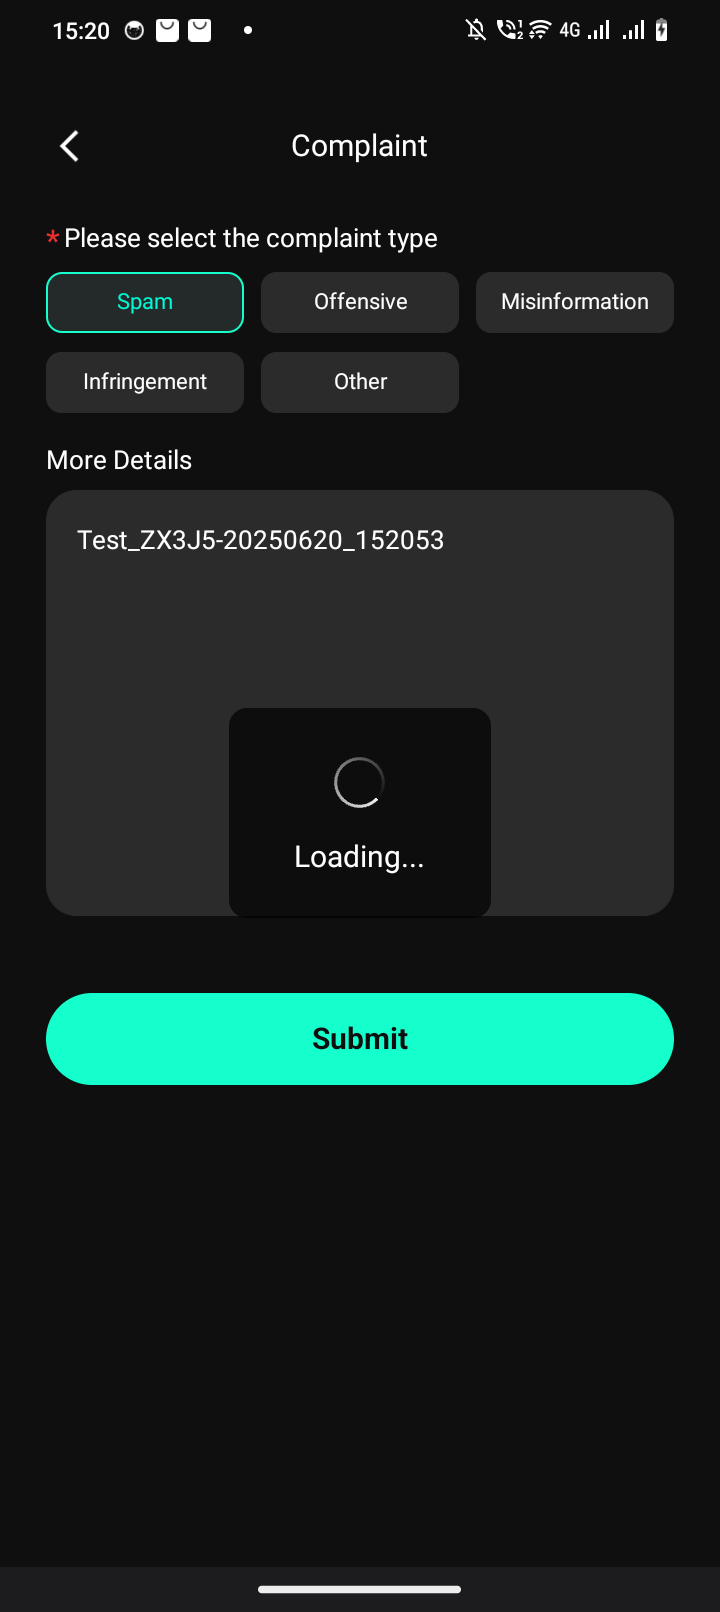 15:20 4G
Complaint
* Please select the complaint type
Spam Offensive Misinformation
Infringement Other
More Details
Test_ZX3J5-20250620_152053
Loading...
Submit